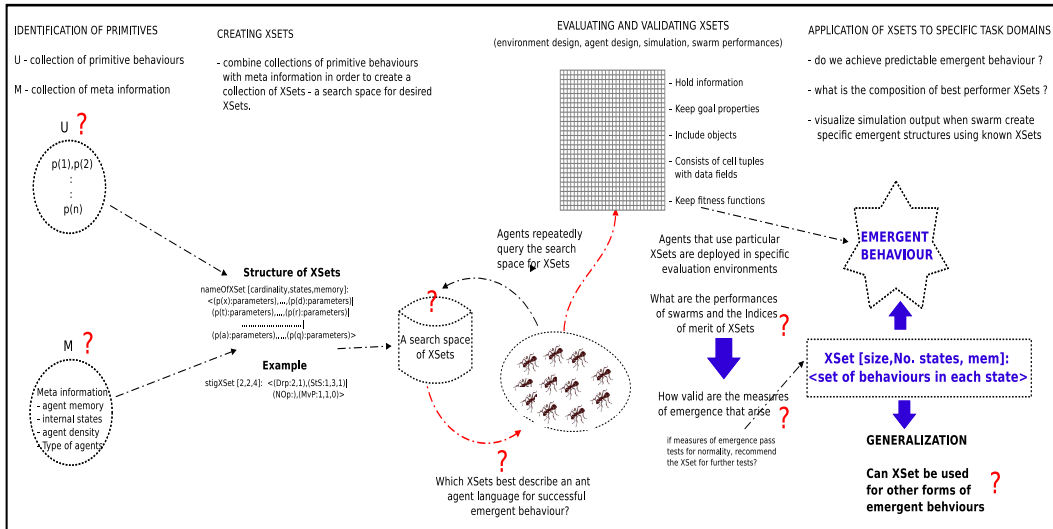 IDENTIFICATION OF PRIMITIVES
U - collection of primitive behaviours
M - collection of meta information
U ?
p(1),p(2)
:
:
p(n)
M ?
Meta information
- agent memory
- internal states
- agent density
- Type of agents
CREATING XSETS
- combine collections of primitive behaviours
with meta information in order to create a
collection of XSets - a search space for desired
XSets.
Structure of XSets
nameOfXSet [cardinality,states,memory]:
<(p(x):parameters),...,(p(d):parameters)|
(p(t):parameters),...,(p(r):parameters)|
........................|
(p(a):parameters),...,(p(q):parameters)>
Example
stigXSet [2,2,4]: <(Drp:2,1),(StS:1,3,1)|
(NOp:),(MvP:1,1,0)>
?
A search space
of XSets
EVALUATING AND VALIDATING XSETS
(environment design, agent design, simulation, swarm performances)
- Hold information
- Keep goal properties
- Include objects
- Consists of cell tuples
with data fields
- Keep fitness functions
Agents repeatedly
query the search
space for XSets
?
Which XSets best describe an ant
agent language for successful
emergent behaviour?
Agents that use particular
XSets are deployed in specific
evaluation environments
What are the performances
of swarms and the Indices
of merit of XSets
?
How valid are the measures
of emergence that arise
?
if measures of emergence pass
tests for normality, recommend
the XSet for further tests?
APPLICATION OF XSETS TO SPECIFIC TASK DOMAINS
- do we achieve predictable emergent behaviour ?
- what is the composition of best performer XSets ?
- visualize simulation output when swarm create
specific emergent structures using known XSets
EMERGENT
BEHAVIOUR
XSet [size,No. states, mem]:
<set of behaviours in each state>
GENERALIZATION
Can XSet be used
for other forms of
emergent behviours
?